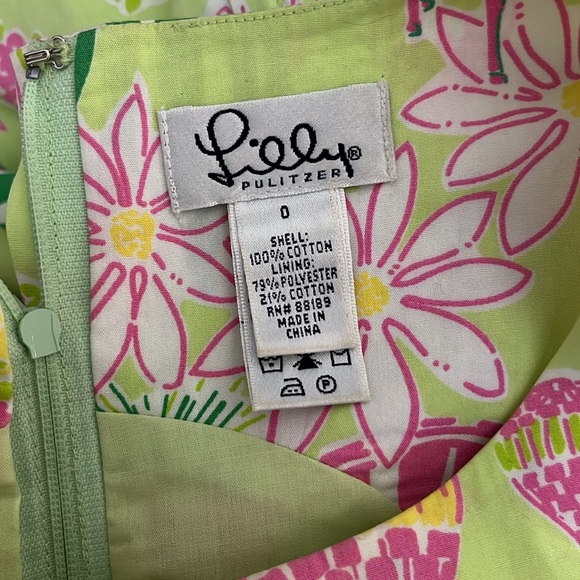 Lilly®
PULITZER
0
SHELL:
100% COTTON
LINING:
79% POLYESTER
21% COTTON
RN# 88189
MADE IN
CHINA
P